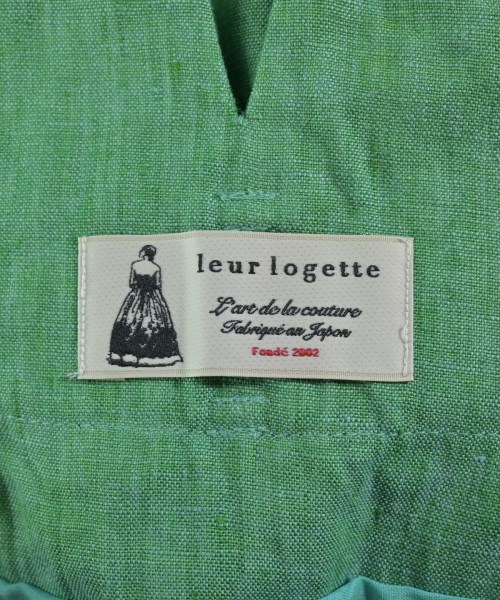 leur logette
L'art de la couture
Fabriqué au Japon
Fondé 2002